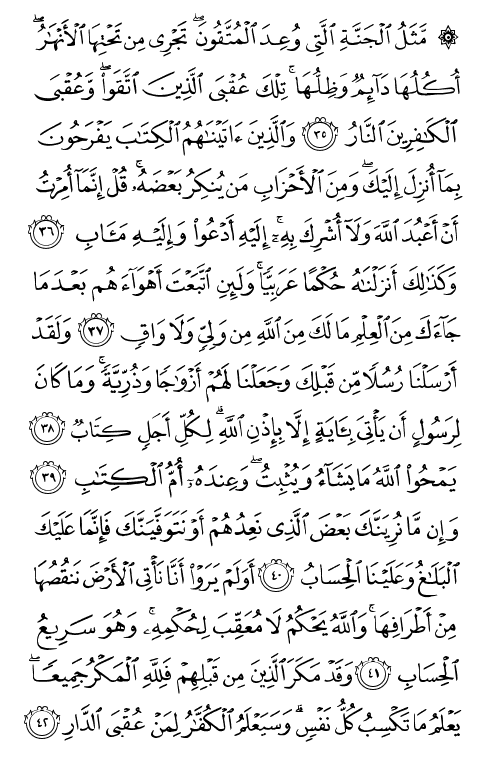 ۞ مَّثَلُ ٱلْجَنَّةِ ٱلَّتِى وُعِدَ ٱلْمُتَّقُونَ ۖ تَجْرِى مِن تَحْتِهَا ٱلْأَنْهَـٰرُ ۖ
أُكُلُهَا دَآئِمٌ وَظِلُّهَا ۚ تِلْكَ عُقْبَى ٱلَّذِينَ ٱتَّقَوا۟ ۖ وَّعُقْبَى
ٱلْكَـٰفِرِينَ ٱلنَّارُ ﴿٣٥﴾ وَٱلَّذِينَ ءَاتَيْنَـٰهُمُ ٱلْكِتَـٰبَ يَفْرَحُونَ
بِمَآ أُنزِلَ إِلَيْكَ ۖ وَمِنَ ٱلْأَحْزَابِ مَن يُنكِرُ بَعْضَهُۥ ۚ قُلْ إِنَّمَآ أُمِرْتُ
أَنْ أَعْبُدَ ٱللَّهَ وَلَآ أُشْرِكَ بِهِۦٓ ۚ إِلَيْهِ أَدْعُوا۟ وَإِلَيْهِ مَـَٔابِ ﴿٣٦﴾
وَكَذَٰلِكَ أَنزَلْنَـٰهُ حُكْمًا عَرَبِيًّا ۚ وَلَئِنِ ٱتَّبَعْتَ أَهْوَآءَهُم بَعْدَ مَا
جَآءَكَ مِنَ ٱلْعِلْمِ مَا لَكَ مِنَ ٱللَّهِ مِن وَلِىٍّ وَلَا وَاقٍ ﴿٣٧﴾ وَلَقَدْ
أَرْسَلْنَا رُسُلًا مِّن قَبْلِكَ وَجَعَلْنَا لَهُمْ أَزْوَٰجًا وَذُرِّيَّةً ۚ وَمَا كَانَ
لِرَسُولٍ أَن يَأْتِىَ بِـَٔايَةٍ إِلَّا بِإِذْنِ ٱللَّهِ ۗ لِكُلِّ أَجَلٍ كِتَابٌ ﴿٣٨﴾
يَمْحُوا۟ ٱللَّهُ مَا يَشَآءُ وَيُثْبِتُ ۖ وَعِندَهُۥٓ أُمُّ ٱلْكِتَـٰبِ ﴿٣٩﴾
وَإِن مَّا نُرِيَنَّكَ بَعْضَ ٱلَّذِى نَعِدُهُمْ أَوْ نَتَوَفَّيَنَّكَ فَإِنَّمَا عَلَيْكَ
ٱلْبَلَـٰغُ وَعَلَيْنَا ٱلْحِسَابُ ﴿٤٠﴾ أَوَلَمْ يَرَوْا۟ أَنَّا نَأْتِى ٱلْأَرْضَ نَنقُصُهَا
مِنْ أَطْرَافِهَا ۚ وَٱللَّهُ يَحْكُمُ لَا مُعَقِّبَ لِحُكْمِهِۦ ۚ وَهُوَ سَرِيعُ
ٱلْحِسَابِ ﴿٤١﴾ وَقَدْ مَكَرَ ٱلَّذِينَ مِن قَبْلِهِمْ فَلِلَّهِ ٱلْمَكْرُ جَمِيعًا ۖ
يَعْلَمُ مَا تَكْسِبُ كُلُّ نَفْسٍ ۗ وَسَيَعْلَمُ ٱلْكُفَّـٰرُ لِمَنْ عُقْبَى ٱلدَّارِ ﴿٤٢﴾